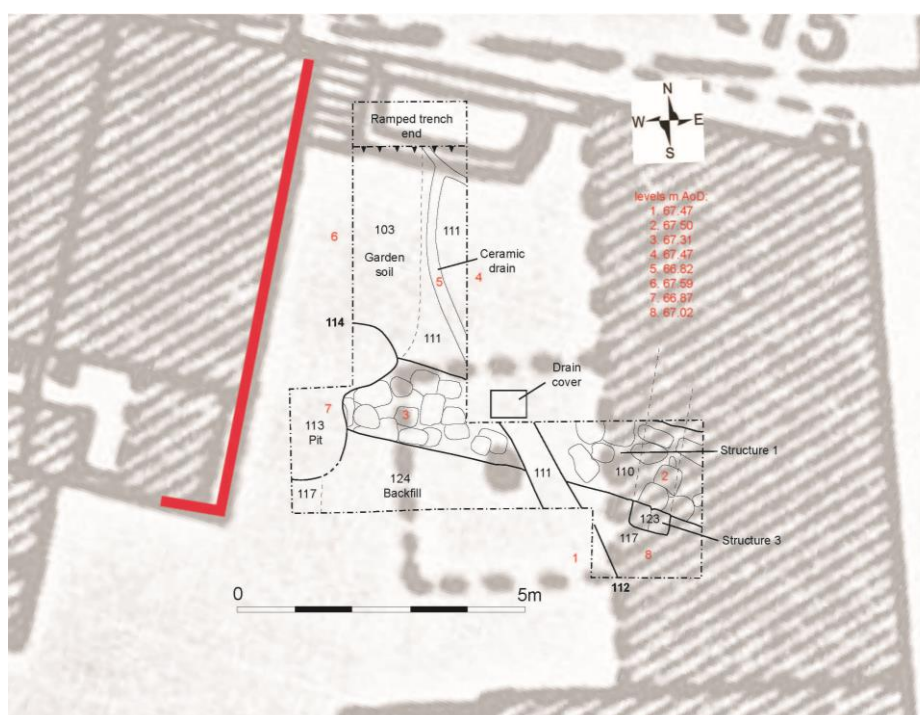 75
N
W E
S
Ramped trench
end
levels m AoD:
1. 67.47
2. 67.50
3. 67.31
4. 67.47
5. 66.82
6. 67.59
7. 66.87
8. 67.02
103
Garden
soil
111
6
Ceramic
drain
5
4
114
111
Drain
cover
7
3
113
Pit
Structure 1
110
2
111
124
Backfill
117
123
117
Structure 3
1
8
112
0
5m